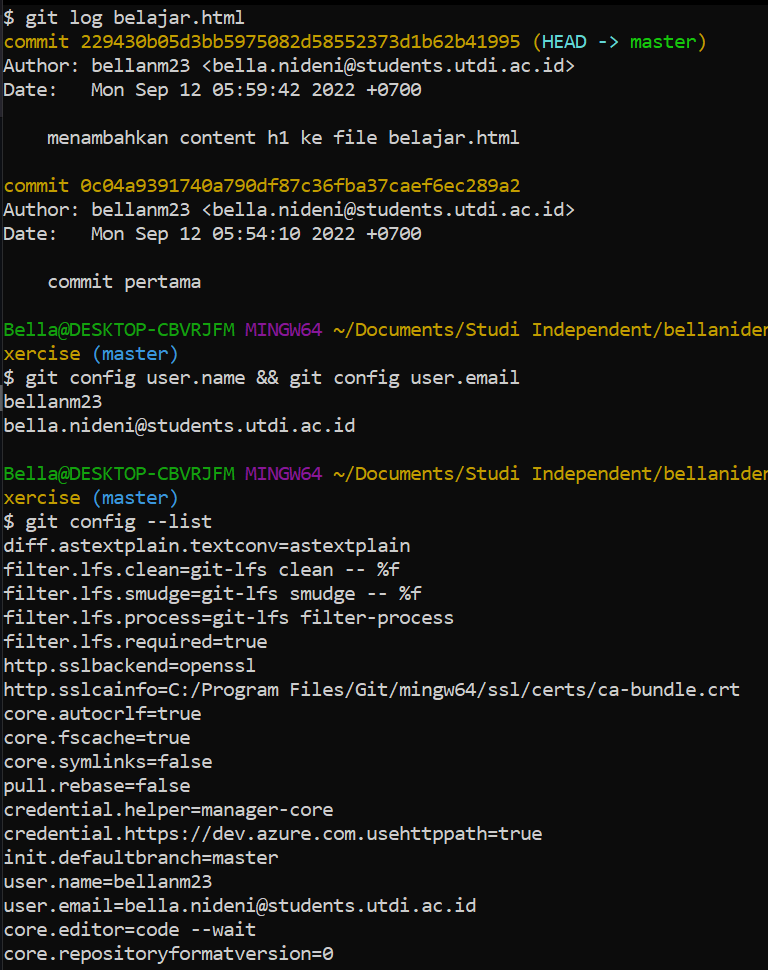 $ git log belajar.html
commit 229430b05d3bb5975082d58552373d1b62b41995 (HEAD -> master)
Author: bellanm23 <bella.nideni@students.utdi.ac.id>
Date:   Mon Sep 12 05:59:42 2022 +0700
    menambahkan content h1 ke file belajar.html
commit 0c04a9391740a790df87c36fba37caef6ec289a2
Author: bellanm23 <bella.nideni@students.utdi.ac.id>
Date:   Mon Sep 12 05:54:10 2022 +0700
    commit pertama
Bella@DESKTOP-CBVRJFM MINGW64 ~/Documents/Studi Independent/bellanider
xercise (master)
$ git config user.name && git config user.email
bellanm23
bella.nideni@students.utdi.ac.id
Bella@DESKTOP-CBVRJFM MINGW64 ~/Documents/Studi Independent/bellanider
xercise (master)
$ git config --list
diff.astextplain.textconv=astextplain
filter.lfs.clean=git-lfs clean -- %f
filter.lfs.smudge=git-lfs smudge -- %f
filter.lfs.process=git-lfs filter-process
filter.lfs.required=true
http.sslbackend=openssl
http.sslcainfo=C:/Program Files/Git/mingw64/ssl/certs/ca-bundle.crt
core.autocrlf=true
core.fscache=true
core.symlinks=false
pull.rebase=false
credential.helper=manager-core
credential.https://dev.azure.com.usehttppath=true
init.defaultbranch=master
user.name=bellanm23
user.email=bella.nideni@students.utdi.ac.id
core.editor=code --wait
core.repositoryformatversion=0